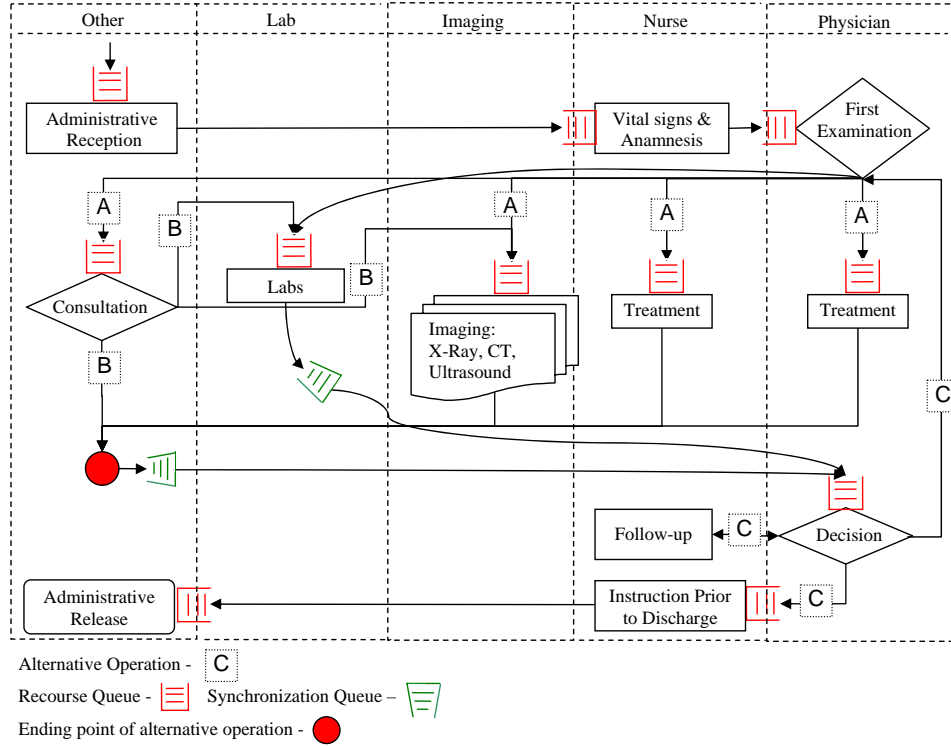 Other
Lab
Imaging
Nurse
Physician
Administrative
Reception
Vital signs &
Anamnesis
First
Examination
A
B
A
A
A
B
Consultation
Labs
Imaging:
X-Ray, CT,
Ultrasound
Treatment
Treatment
B
C
Follow-up
C
Decision
Administrative
Release
Instruction Prior
to Discharge
C
Alternative Operation - C
Recourse Queue - Synchronization Queue –
Ending point of alternative operation -